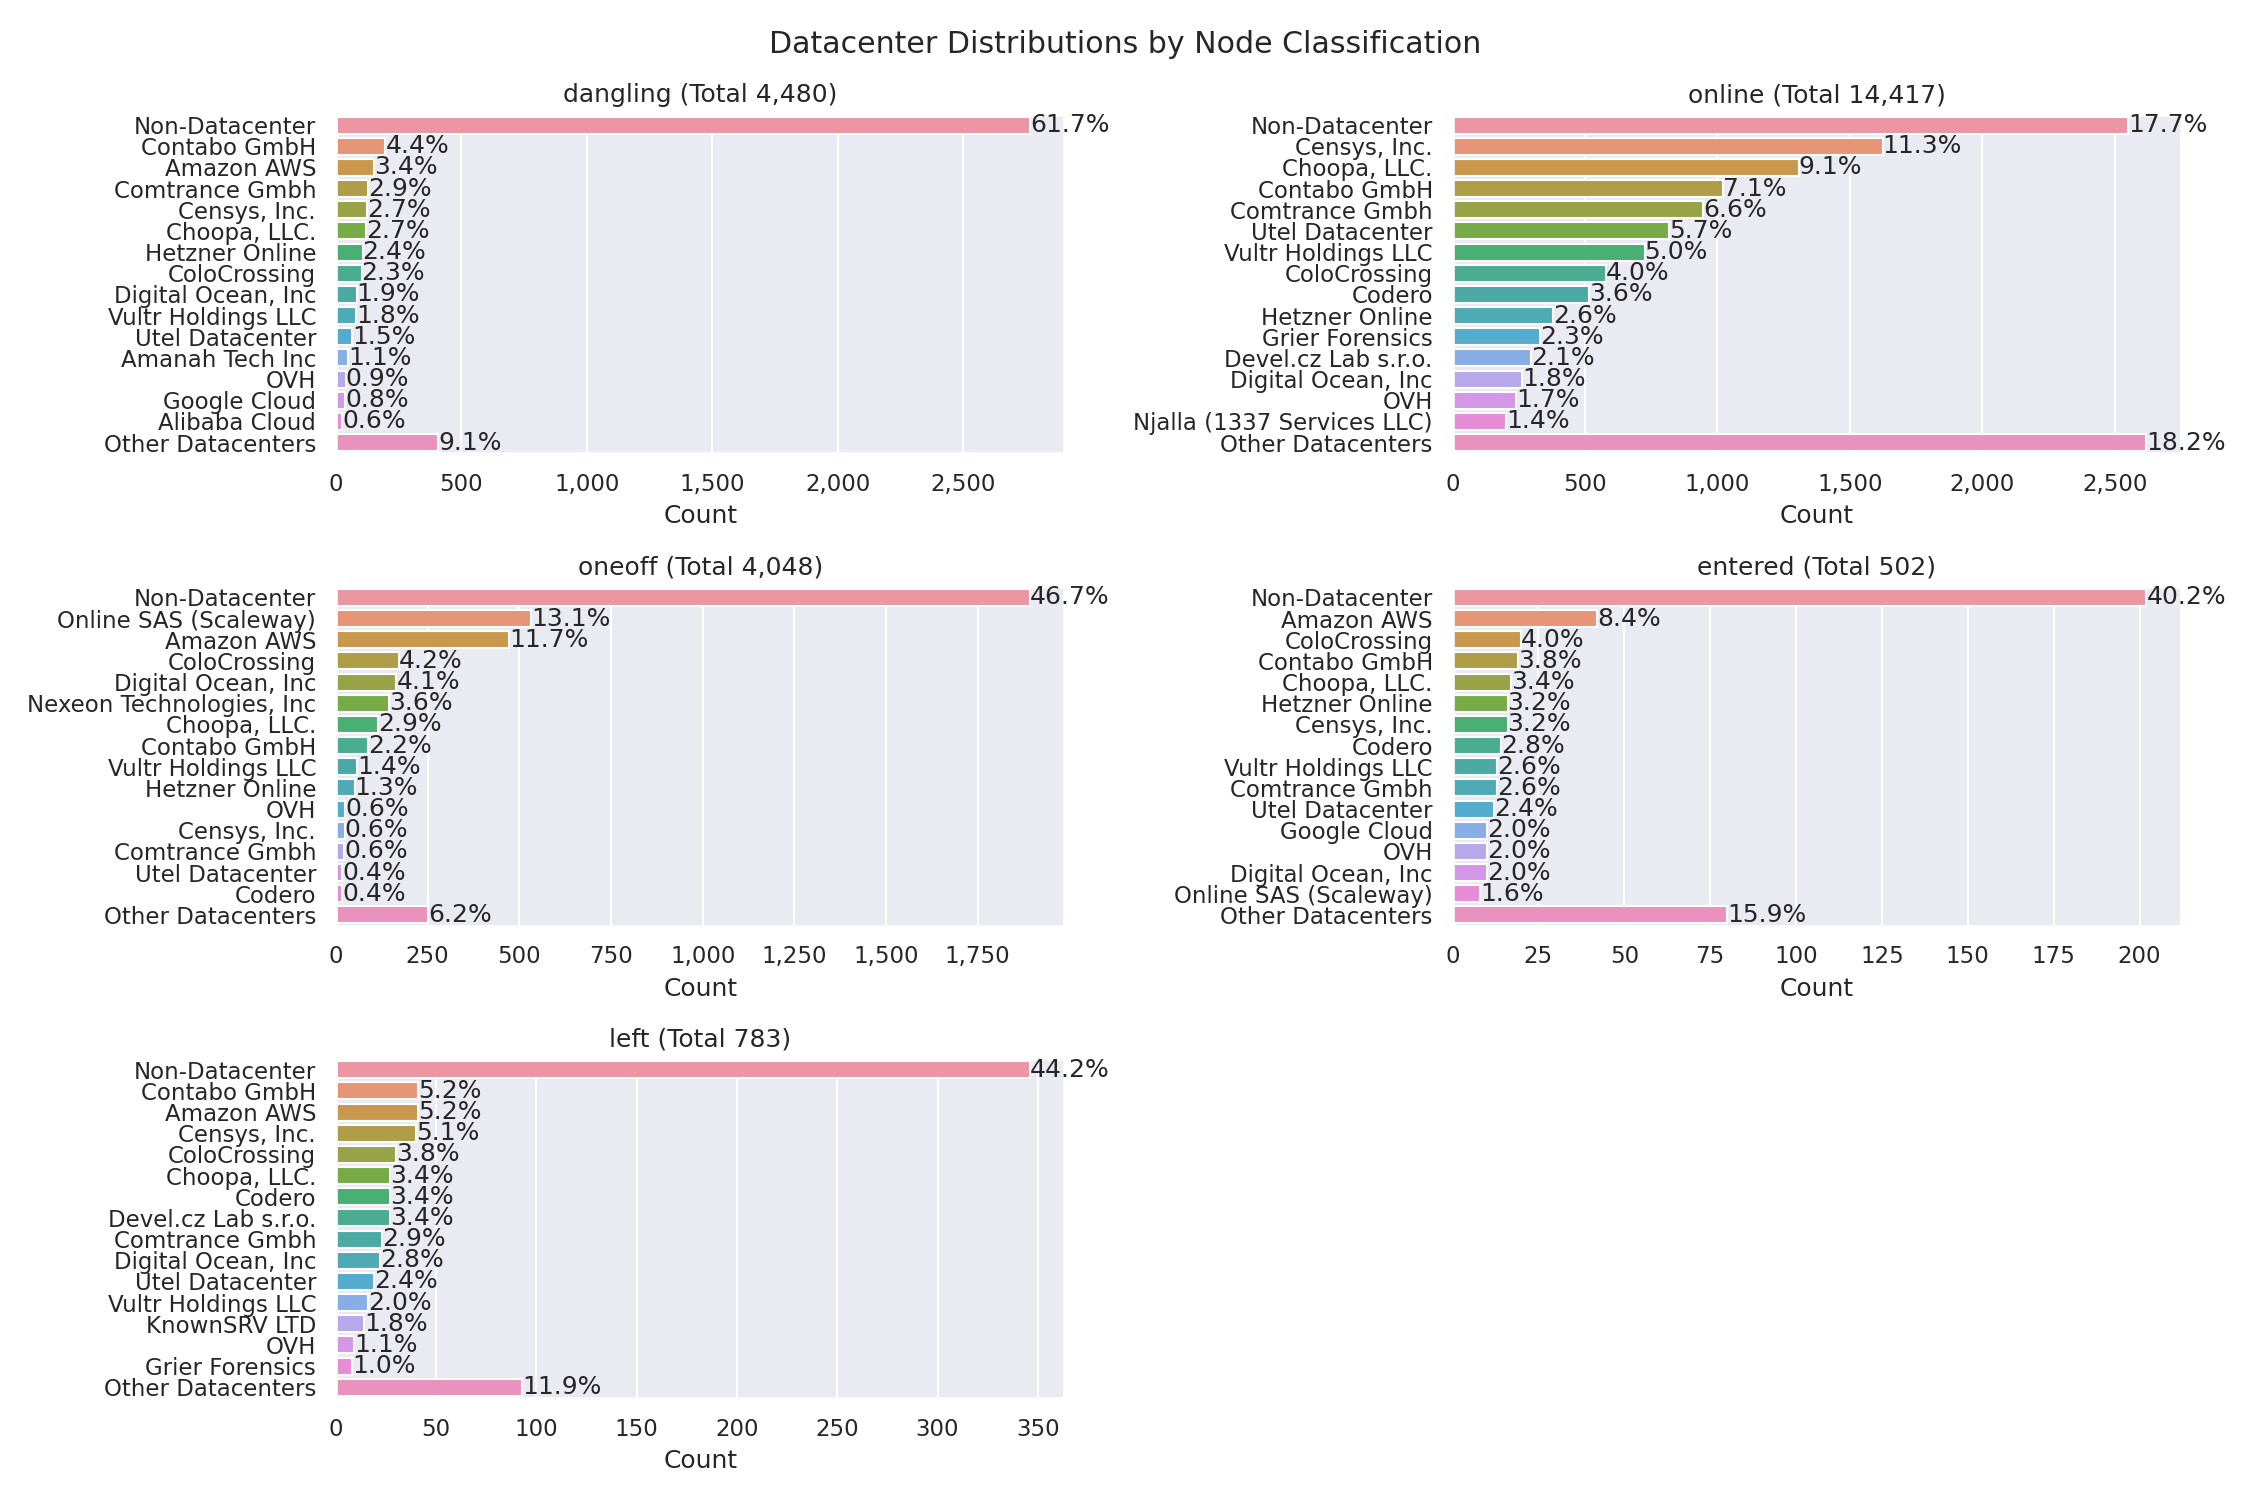 Datacenter Distributions by Node Classification
dangling (Total 4,480)
Non-Datacenter 61.7%
Contabo GmbH 4.4%
Amazon AWS 3.4%
Comtrance Gmbh 2.9%
Censys, Inc. 2.7%
Choopa, LLC. 2.7%
Hetzner Online 2.4%
ColoCrossing 2.3%
Digital Ocean, Inc 1.9%
Vultr Holdings LLC 1.8%
Utel Datacenter 1.5%
Amanah Tech Inc 1.1%
OVH 0.9%
Google Cloud 0.8%
Alibaba Cloud 0.6%
Other Datacenters 9.1%
0 500 1,000 1,500 2,000 2,500
Count
online (Total 14,417)
Non-Datacenter 17.7%
Censys, Inc. 11.3%
Choopa, LLC. 9.1%
Contabo GmbH 7.1%
Comtrance Gmbh 6.6%
Utel Datacenter 5.7%
Vultr Holdings LLC 5.0%
ColoCrossing 4.0%
Codero 3.6%
Hetzner Online 2.6%
Grier Forensics 2.3%
Devel.cz Lab s.r.o. 2.1%
Digital Ocean, Inc 1.8%
OVH 1.7%
Njalla (1337 Services LLC) 1.4%
Other Datacenters 18.2%
0 500 1,000 1,500 2,000 2,500
Count
oneoff (Total 4,048)
Non-Datacenter 46.7%
Online SAS (Scaleway) 13.1%
Amazon AWS 11.7%
ColoCrossing 4.2%
Digital Ocean, Inc 4.1%
Nexeon Technologies, Inc 3.6%
Choopa, LLC. 2.9%
Contabo GmbH 2.2%
Vultr Holdings LLC 1.4%
Hetzner Online 1.3%
OVH 0.6%
Censys, Inc. 0.6%
Comtrance Gmbh 0.6%
Utel Datacenter 0.4%
Codero 0.4%
Other Datacenters 6.2%
0 250 500 750 1,000 1,250 1,500 1,750
Count
entered (Total 502)
Non-Datacenter 40.2%
Amazon AWS 8.4%
ColoCrossing 4.0%
Contabo GmbH 3.8%
Choopa, LLC. 3.4%
Hetzner Online 3.2%
Censys, Inc. 3.2%
Codero 2.8%
Vultr Holdings LLC 2.6%
Comtrance Gmbh 2.6%
Utel Datacenter 2.4%
Google Cloud 2.0%
OVH 2.0%
Digital Ocean, Inc 2.0%
Online SAS (Scaleway) 1.6%
Other Datacenters 15.9%
0 25 50 75 100 125 150 175 200
Count
left (Total 783)
Non-Datacenter 44.2%
Contabo GmbH 5.2%
Amazon AWS 5.2%
Censys, Inc. 5.1%
ColoCrossing 3.8%
Choopa, LLC. 3.4%
Codero 3.4%
Devel.cz Lab s.r.o. 3.4%
Comtrance Gmbh 2.9%
Digital Ocean, Inc 2.8%
Utel Datacenter 2.4%
Vultr Holdings LLC 2.0%
KnownSRV LTD 1.8%
OVH 1.1%
Grier Forensics 1.0%
Other Datacenters 11.9%
0 50 100 150 200 250 300 350
Count